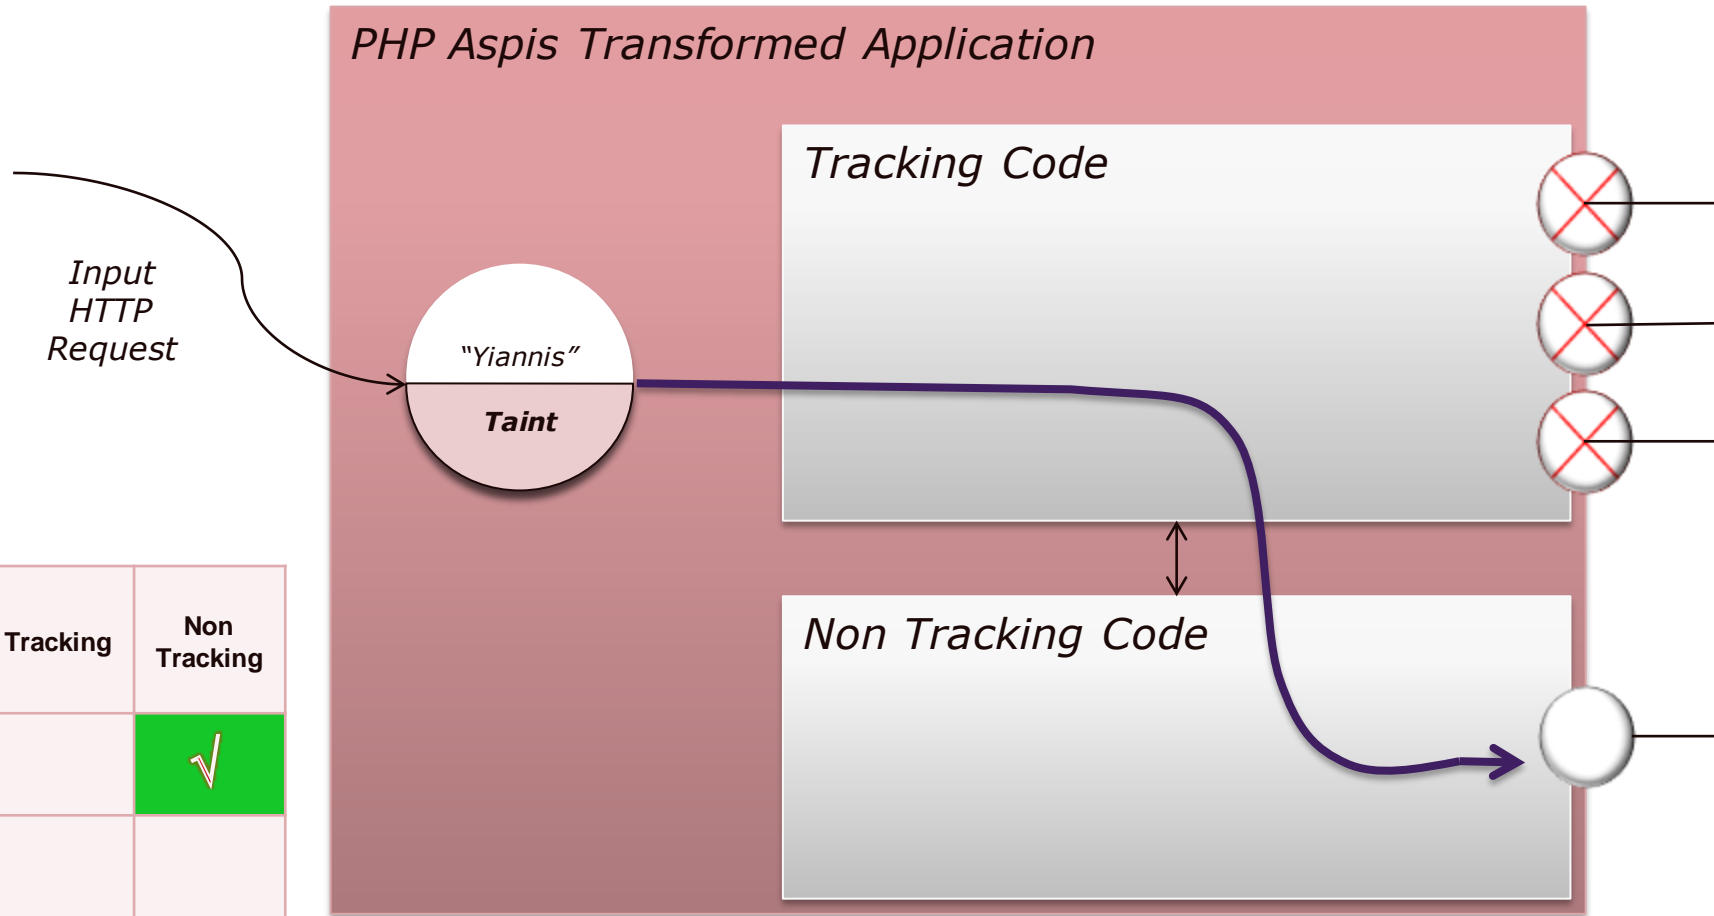 PHP Aspis Transformed Application
Tracking Code
Input
HTTP
Request
“Yiannis”
Taint
Non Tracking Code
Tracking
Non
Tracking
√